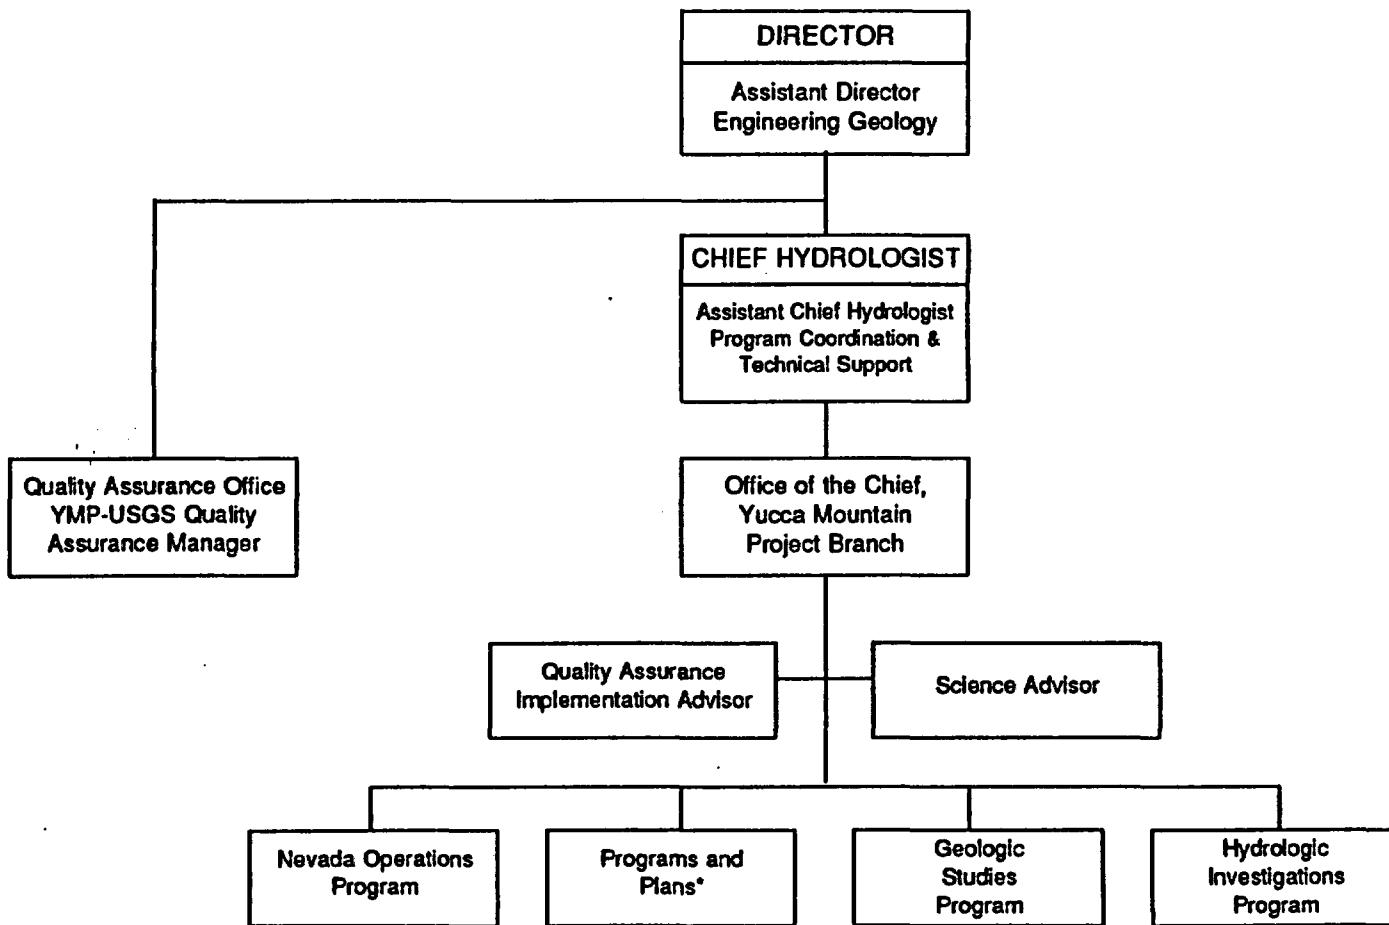 DIRECTOR
Assistant Director
Engineering Geology
CHIEF HYDROLOGIST
Assistant Chief Hydrologist
Program Coordination &
Technical Support
Quality Assurance Office
YMP-USGS Quality
Assurance Manager
Office of the Chief,
Yucca Mountain
Project Branch
Quality Assurance
Implementation Advisor
Science Advisor
Nevada Operations
Program
Programs and
Plans*
Geologic
Studies
Program
Hydrologic
Investigations
Program